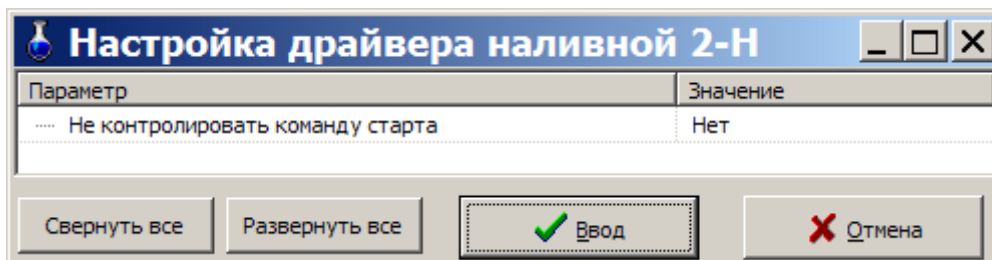 Настройка драйвера наливной 2-Н
Параметр Значение
Не контролировать команду старта Нет
Свернуть все Развернуть все Ввод Отмена